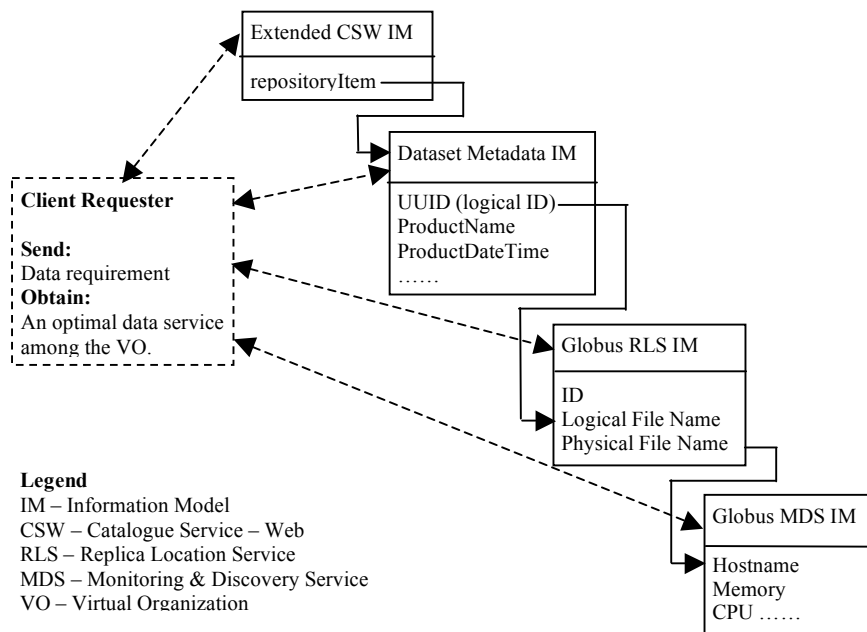 Extended CSW IM
repositoryItem
Dataset Metadata IM
UUID (logical ID)
ProductName
ProductDateTime
……
Client Requester
Send:
Data requirement
Obtain:
An optimal data service
among the VO.
Globus RLS IM
ID
Logical File Name
Physical File Name
Globus MDS IM
Hostname
Memory
CPU ……
Legend
IM – Information Model
CSW – Catalogue Service – Web
RLS – Replica Location Service
MDS – Monitoring & Discovery Service
VO – Virtual Organization